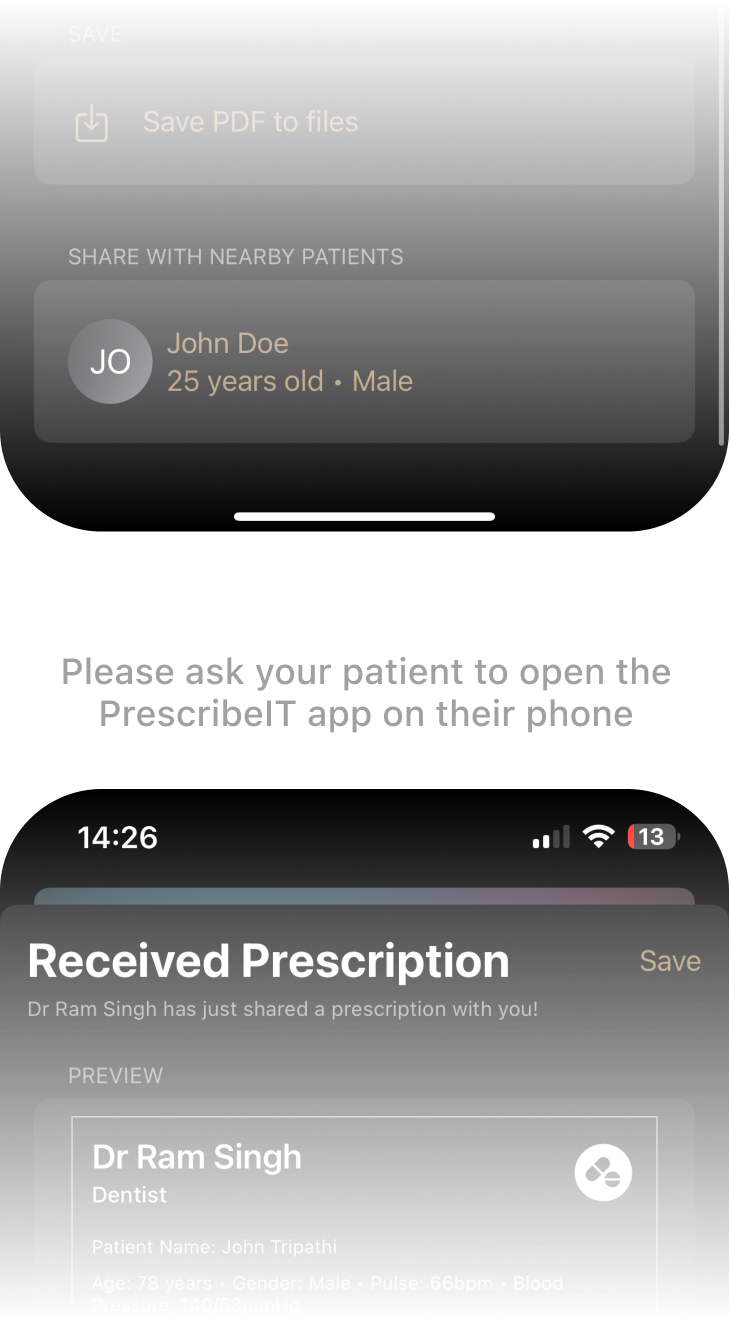 SAVE
Save PDF to files
SHARE WITH NEARBY PATIENTS
JO
John Doe
25 years old • Male
Please ask your patient to open the
PrescribeIT app on their phone
14:26
13
Received Prescription
Save
Dr Ram Singh has just shared a prescription with you!
PREVIEW
Dr Ram Singh
Dentist
Patient Name: John Tripathi
Age: 78 years • Gender: Male • Pulse: 66bpm • Blood
Pressure: 140/53mmHg